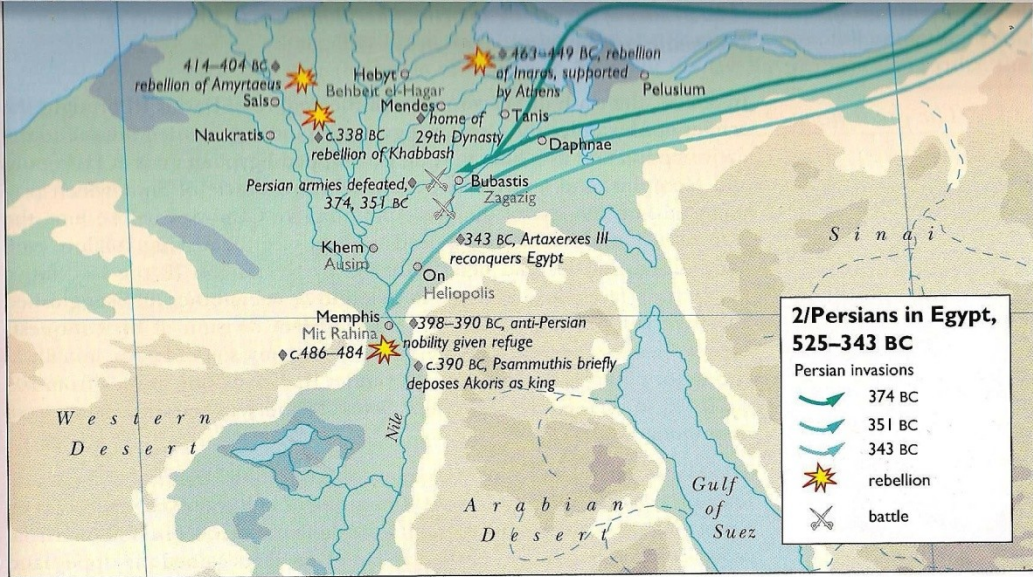 414–404 BC
rebellion of Amyrtaeus
Sais
Naukratis
Hebyt
Behbeit el-Hagar
Mendes
home of
29th Dynasty
463–449 BC, rebellion
of Inaros, supported
by Athens
Tanis
Pelusium
Daphnae
c.338 BC
rebellion of Khabbash
Persian armies defeated,
374, 351 BC
Bubastis
Zagazig
Khem
Ausim
343 BC, Artaxerxes III
reconquers Egypt
On
Heliopolis
Memphis
Mit Rahina
c.486–484
398–390 BC, anti-Persian
nobility given refuge
c.390 BC, Psammuthis briefly
deposes Akoris as king
Nile
Western
Desert
Arabian
Desert
Gulf
of
Suez
Sinai
2/Persians in Egypt,
525–343 BC
Persian invasions
374 BC
351 BC
343 BC
rebellion
battle